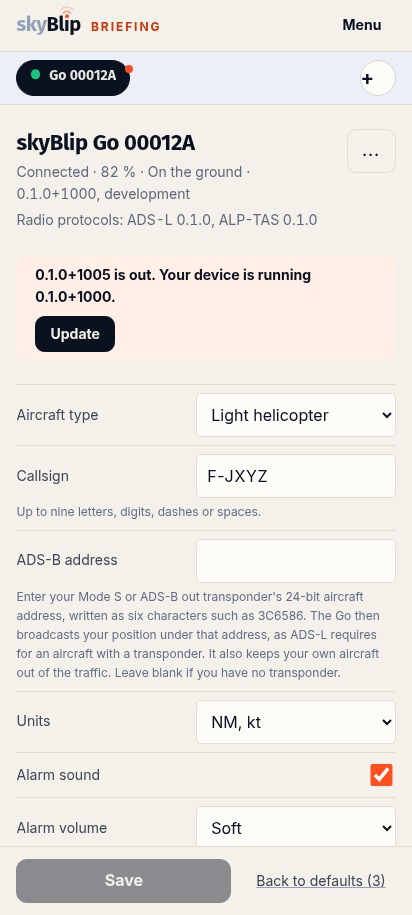 skyBlip BRIEFING
Menu
Go 00012A
+
skyBlip Go 00012A
...
Connected · 82 % · On the ground ·
0.1.0+1000, development
Radio protocols: ADS-L 0.1.0, ALP-TAS 0.1.0
0.1.0+1005 is out. Your device is running
0.1.0+1000.
Update
Aircraft type
Light helicopter
Callsign
F-JXYZ
Up to nine letters, digits, dashes or spaces.
ADS-B address
Enter your Mode S or ADS-B out transponder's 24-bit aircraft
address, written as six characters such as 3C6586. The Go then
broadcasts your position under that address, as ADS-L requires
for an aircraft with a transponder. It also keeps your own aircraft
out of the traffic. Leave blank if you have no transponder.
Units
NM, kt
Alarm sound
Alarm volume
Soft
Save
Back to defaults (3)